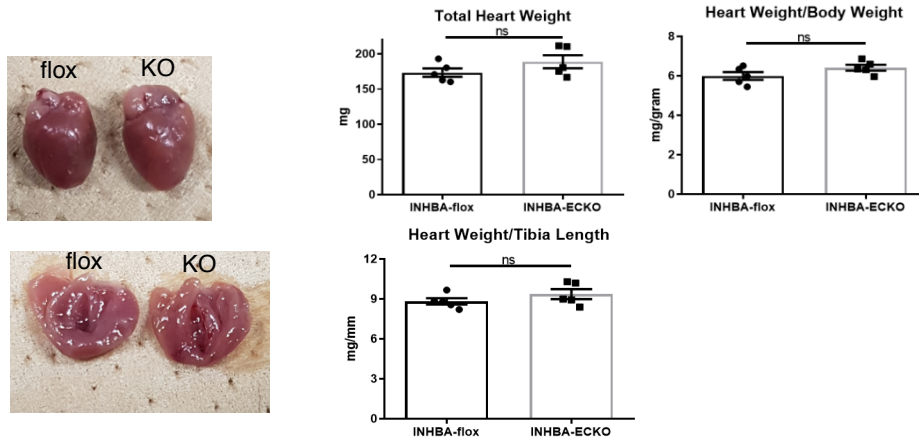 flox KO
flox KO
Total Heart Weight
ns
200
150
100
50
0
mg
INHBA-flox INHBA-ECKO
Heart Weight/Body Weight
ns
8
6
4
2
0
mg/gram
INHBA-flox INHBA-ECKO
Heart Weight/Tibia Length
ns
12
9
6
3
0
mg/mm
INHBA-flox INHBA-ECKO